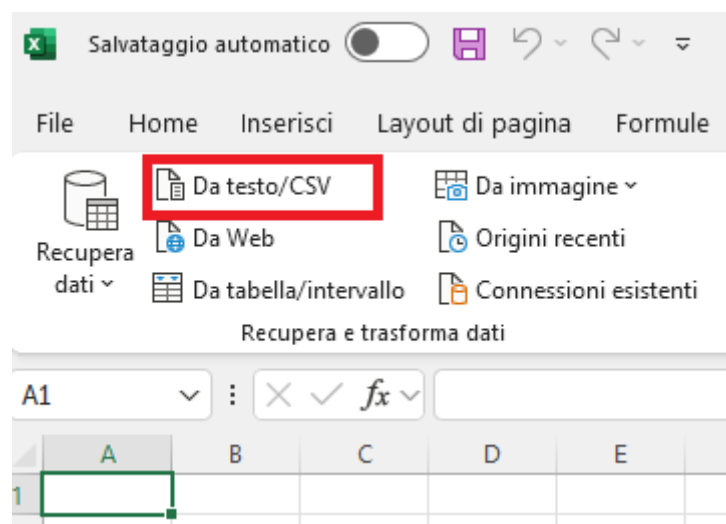 Salvataggio automatico
File Home Inserisci Layout di pagina Formule
Da testo/CSV Da immagine
Recupera dati Da Web Origini recenti
Da tabella/intervallo Connessioni esistenti
Recupera e trasforma dati
A1 fx
A B C D E
1